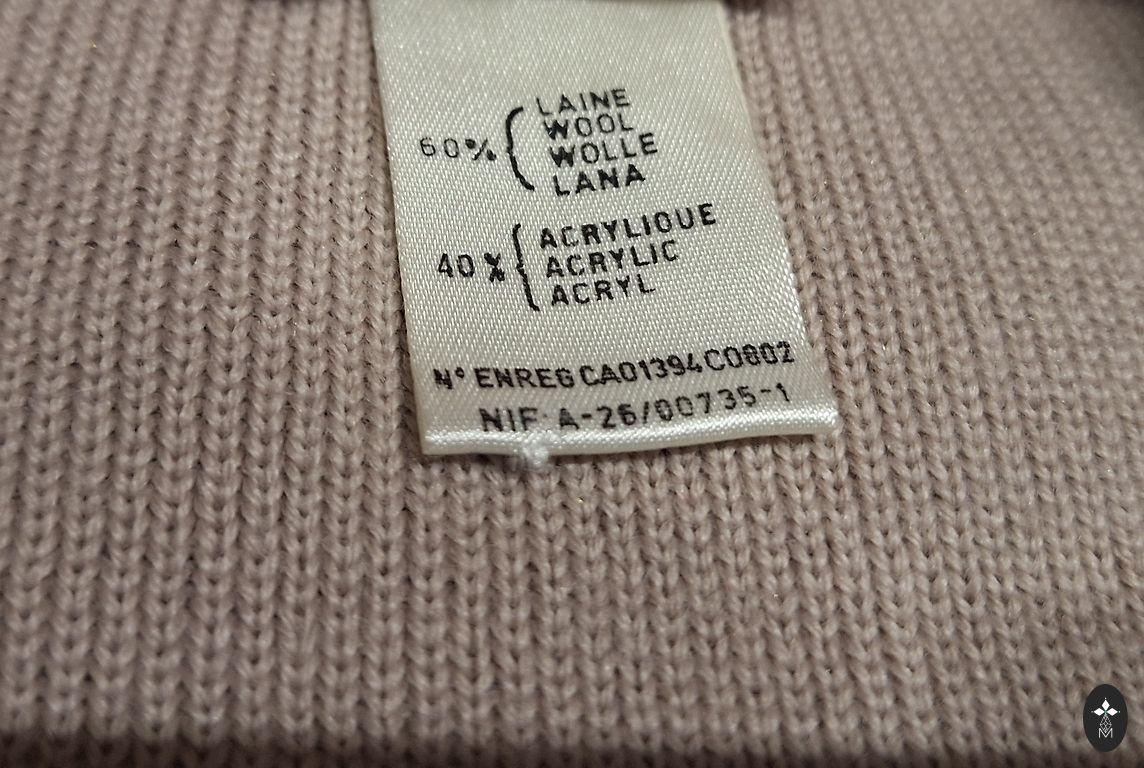 60%
LAINE
WOOL
WOLLE
LANA
40%
ACRYLIQUE
ACRYLIC
ACRYL
N° ENREG CA01394C0802
NIF A-26/00735-1
M